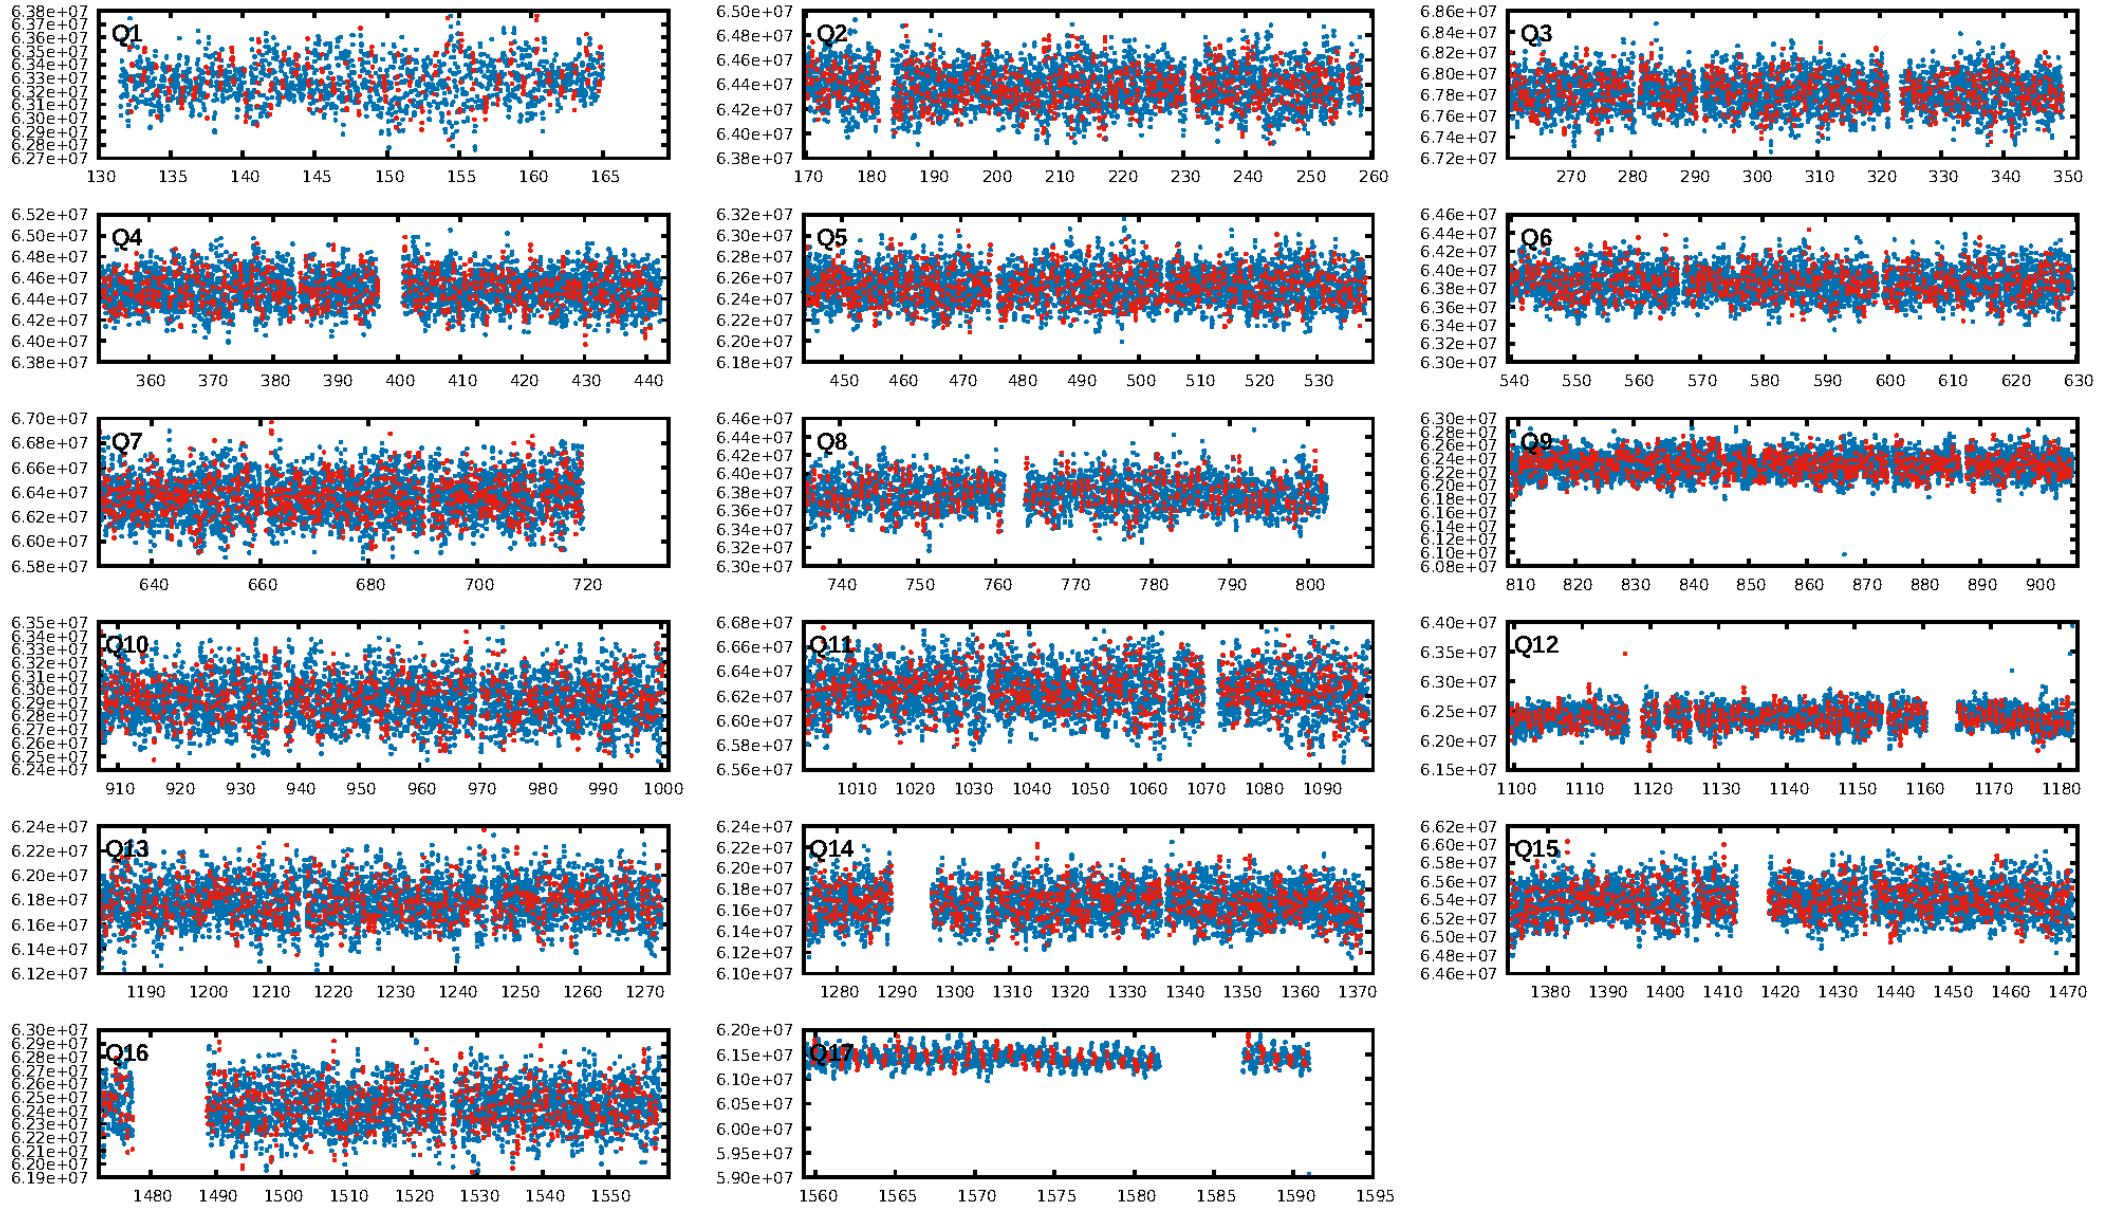 Q1
6.38e+07
6.37e+07
6.36e+07
6.35e+07
6.34e+07
6.33e+07
6.32e+07
6.31e+07
6.30e+07
6.29e+07
6.28e+07
6.27e+07
130 135 140 145 150 155 160 165
Q2
6.50e+07
6.48e+07
6.46e+07
6.44e+07
6.42e+07
6.40e+07
6.38e+07
170 180 190 200 210 220 230 240 250 260
Q3
6.86e+07
6.84e+07
6.82e+07
6.80e+07
6.78e+07
6.76e+07
6.74e+07
6.72e+07
270 280 290 300 310 320 330 340 350
Q4
6.52e+07
6.50e+07
6.48e+07
6.46e+07
6.44e+07
6.42e+07
6.40e+07
6.38e+07
360 370 380 390 400 410 420 430 440
Q5
6.32e+07
6.30e+07
6.28e+07
6.26e+07
6.24e+07
6.22e+07
6.20e+07
6.18e+07
450 460 470 480 490 500 510 520 530
Q6
6.46e+07
6.44e+07
6.42e+07
6.40e+07
6.38e+07
6.36e+07
6.34e+07
6.32e+07
6.30e+07
540 550 560 570 580 590 600 610 620 630
Q7
6.70e+07
6.68e+07
6.66e+07
6.64e+07
6.62e+07
6.60e+07
6.58e+07
640 660 680 700 720
Q8
6.46e+07
6.44e+07
6.42e+07
6.40e+07
6.38e+07
6.36e+07
6.34e+07
6.32e+07
6.30e+07
740 750 760 770 780 790 800
Q9
6.30e+07
6.28e+07
6.26e+07
6.24e+07
6.22e+07
6.20e+07
6.18e+07
6.16e+07
6.14e+07
6.12e+07
6.10e+07
6.08e+07
810 820 830 840 850 860 870 880 890 900
Q10
6.35e+07
6.34e+07
6.33e+07
6.32e+07
6.31e+07
6.30e+07
6.29e+07
6.28e+07
6.27e+07
6.26e+07
6.25e+07
6.24e+07
910 920 930 940 950 960 970 980 990 1000
Q11
6.68e+07
6.66e+07
6.64e+07
6.62e+07
6.60e+07
6.58e+07
6.56e+07
1010 1020 1030 1040 1050 1060 1070 1080 1090
Q12
6.40e+07
6.35e+07
6.30e+07
6.25e+07
6.20e+07
6.15e+07
1100 1110 1120 1130 1140 1150 1160 1170 1180
Q13
6.24e+07
6.22e+07
6.20e+07
6.18e+07
6.16e+07
6.14e+07
6.12e+07
1190 1200 1210 1220 1230 1240 1250 1260 1270
Q14
6.24e+07
6.22e+07
6.20e+07
6.18e+07
6.16e+07
6.14e+07
6.12e+07
6.10e+07
1280 1290 1300 1310 1320 1330 1340 1350 1360 1370
Q15
6.62e+07
6.60e+07
6.58e+07
6.56e+07
6.54e+07
6.52e+07
6.50e+07
6.48e+07
6.46e+07
1380 1390 1400 1410 1420 1430 1440 1450 1460 1470
Q16
6.30e+07
6.29e+07
6.28e+07
6.27e+07
6.26e+07
6.25e+07
6.24e+07
6.23e+07
6.22e+07
6.21e+07
6.20e+07
6.19e+07
1480 1490 1500 1510 1520 1530 1540 1550
Q17
6.20e+07
6.15e+07
6.10e+07
6.05e+07
6.00e+07
5.95e+07
5.90e+07
1560 1565 1570 1575 1580 1585 1590 1595